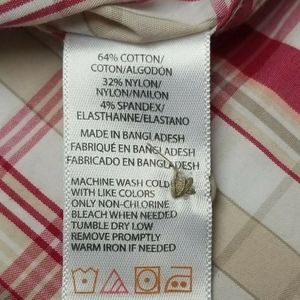 64% COTTON/
COTON/ALGODÓN
32% NYLON/
NYLON/NAILON
4% SPANDEX/
ELASTHANNE/ELASTANO
MADE IN BANGLADESH
FABRIQUÉ EN BANGLADESH
FABRICADO EN BANGLADESH
MACHINE WASH COLD
WITH LIKE COLORS
ONLY NON-CHLORINE
BLEACH WHEN NEEDED
TUMBLE DRY LOW
REMOVE PROMPTLY
WARM IRON IF NEEDED